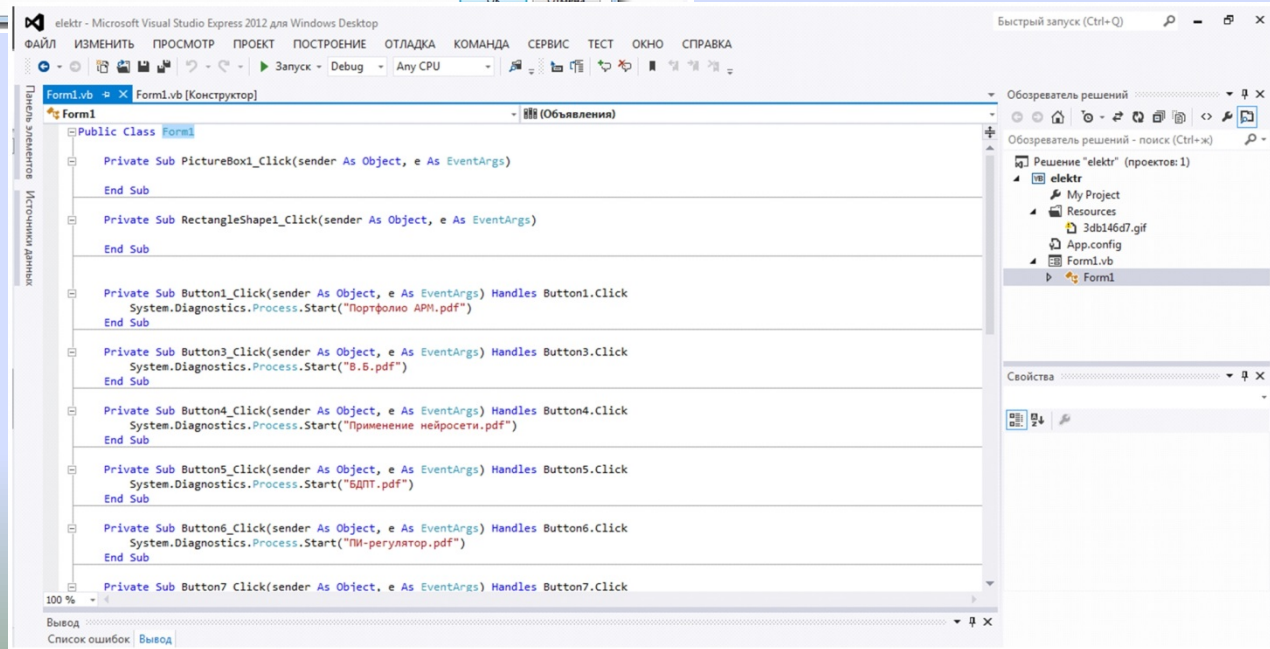 elektr - Microsoft Visual Studio Express 2012 для Windows Desktop
Быстрый запуск (Ctrl+Q)
ФАЙЛ ИЗМЕНИТЬ ПРОСМОТР ПРОЕКТ ПОСТРОЕНИЕ ОТЛАДКА КОМАНДА СЕРВИС ТЕСТ ОКНО СПРАВКА
Запуск Debug Any CPU
Панель элементов
Источники данных
Form1.vb Form1.vb [Конструктор]
Form1 (Объявления)
Public Class Form1
Private Sub PictureBox1_Click(sender As Object, e As EventArgs)
End Sub
Private Sub RectangleShape1_Click(sender As Object, e As EventArgs)
End Sub
Private Sub Button1_Click(sender As Object, e As EventArgs) Handles Button1.Click
System.Diagnostics.Process.Start("Портфолио АРМ.pdf")
End Sub
Private Sub Button3_Click(sender As Object, e As EventArgs) Handles Button3.Click
System.Diagnostics.Process.Start("В.Б.pdf")
End Sub
Private Sub Button4_Click(sender As Object, e As EventArgs) Handles Button4.Click
System.Diagnostics.Process.Start("Применение нейросети.pdf")
End Sub
Private Sub Button5_Click(sender As Object, e As EventArgs) Handles Button5.Click
System.Diagnostics.Process.Start("БДПТ.pdf")
End Sub
Private Sub Button6_Click(sender As Object, e As EventArgs) Handles Button6.Click
System.Diagnostics.Process.Start("ПИ-регулятор.pdf")
End Sub
Private Sub Button7_Click(sender As Object, e As EventArgs) Handles Button7.Click
100 %
Вывод
Список ошибок Вывод
Обозреватель решений
Обозреватель решений - поиск (Ctrl+ж)
Решение "elektr" (проектов: 1)
VB elektr
My Project
Resources
3db146d7.gif
App.config
Form1.vb
Form1
Свойства